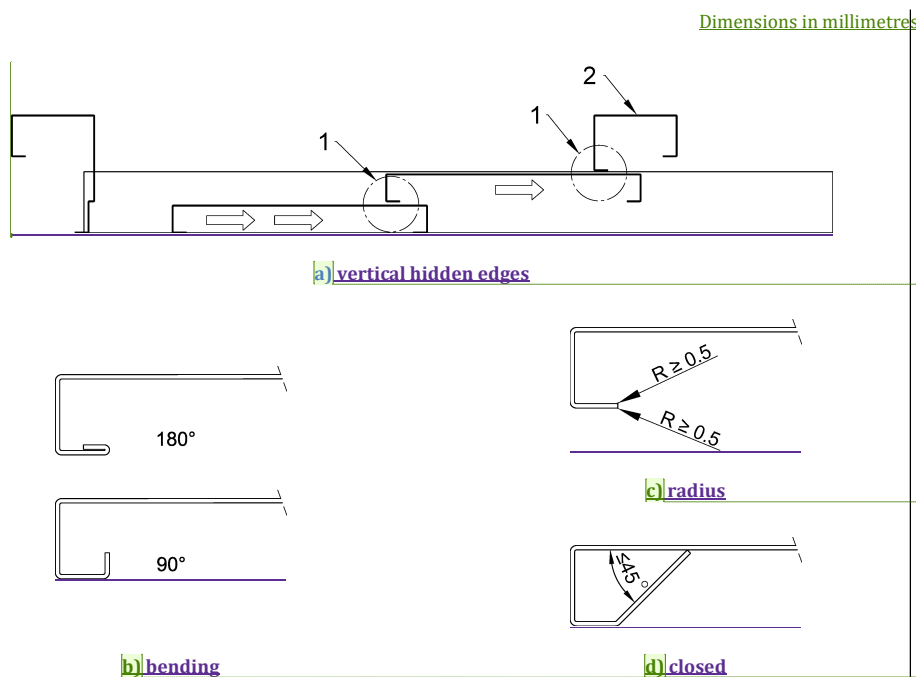 Dimensions in millimetres
2
1
1
a) vertical hidden edges
R ≥ 0.5
R ≥ 0.5
180°
c) radius
90°
≤45°
b) bending
d) closed